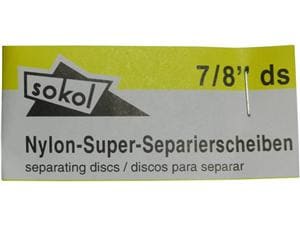 sokol
7/8" ds
Nylon-Super-Separierscheiben
separating discs / discos para separar